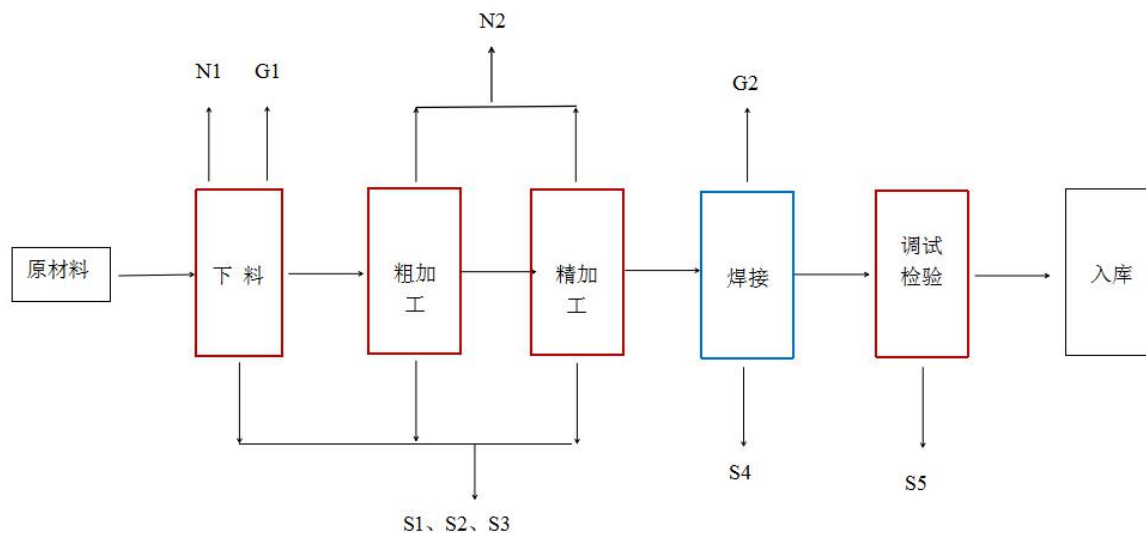 N2
N1
G1
G2
原材料
下 料
粗加
工
精加
工
焊接
调试
检验
入库
S4
S5
S1、S2、S3